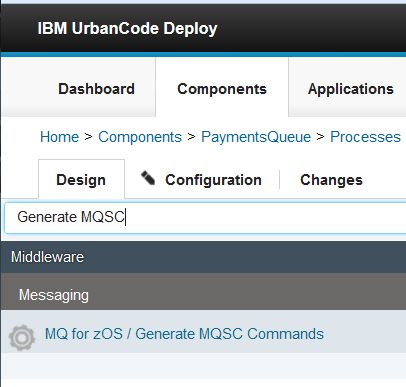 IBM UrbanCode Deploy
Dashboard Components Applications
Home > Components > PaymentsQueue > Processes
Design Configuration Changes
Generate MQSC
Middleware
Messaging
MQ for zOS / Generate MQSC Commands